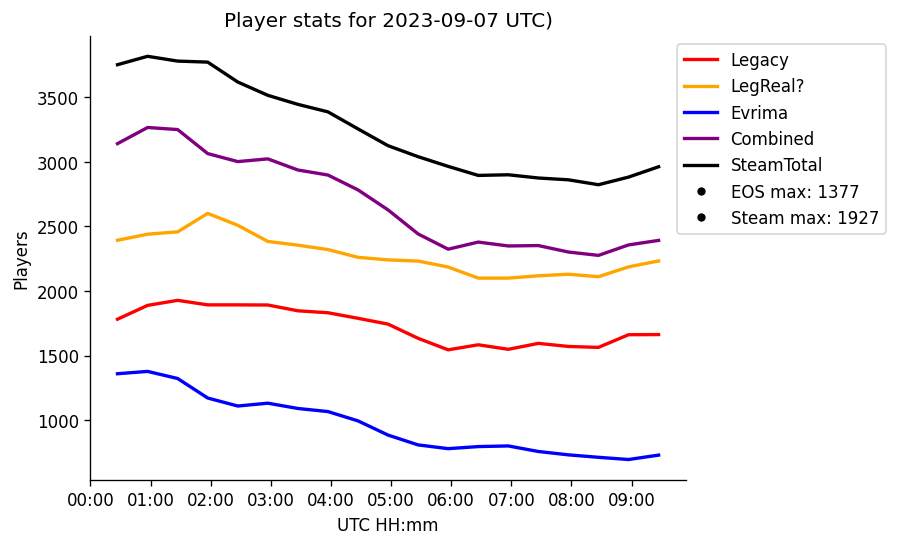 Player stats for 2023-09-07 UTC)
Legacy
LegReal?
Evrima
Combined
SteamTotal
EOS max: 1377
Steam max: 1927
Players
3500
3000
2500
2000
1500
1000
00:00 01:00 02:00 03:00 04:00 05:00 06:00 07:00 08:00 09:00
UTC HH:mm